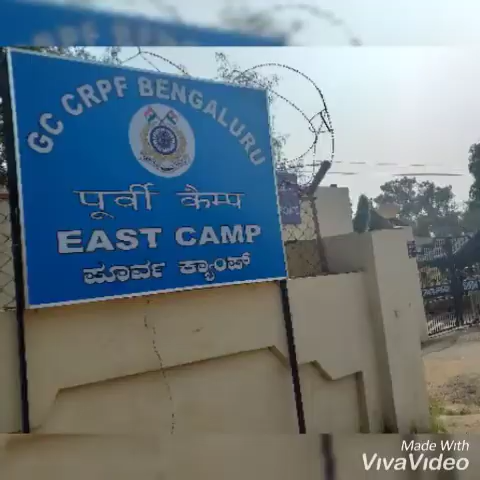 GC CRPF BENGALURU
पूर्वी कैम्प
EAST CAMP
ಪೂರ್ವ ಕ್ಯಾಂಪ್
Made With
VivaVideo